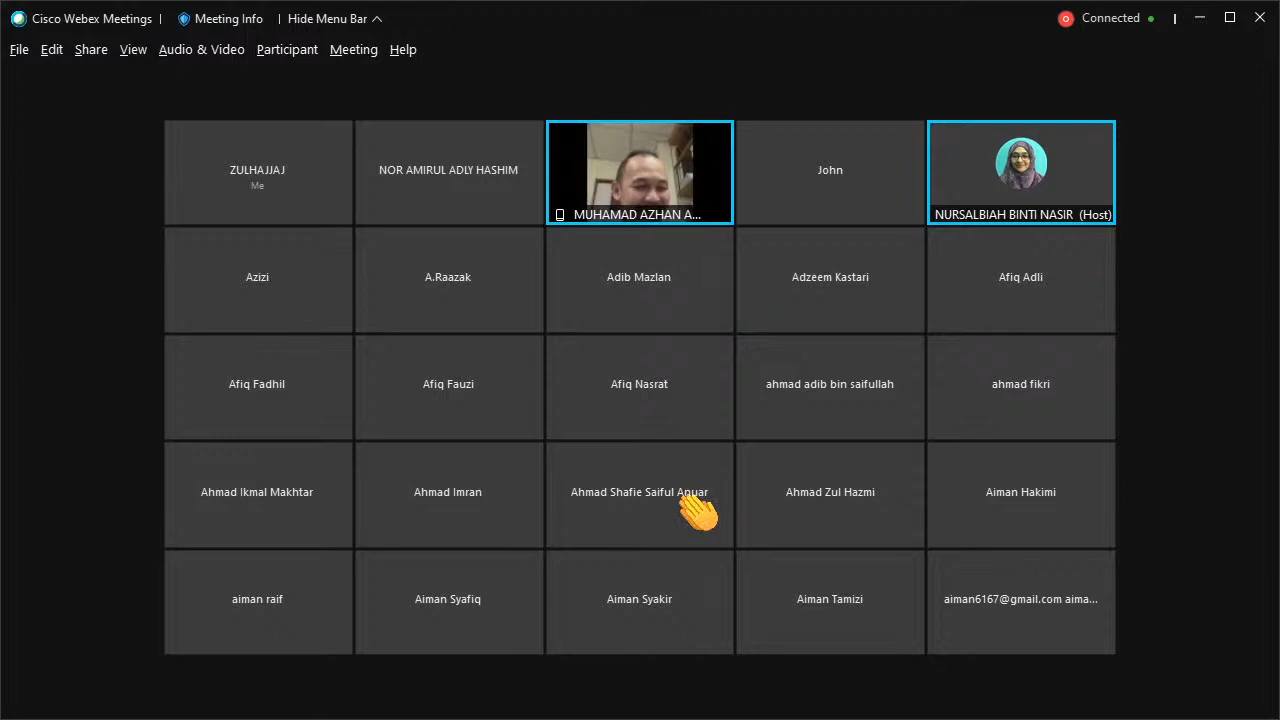 Cisco Webex Meetings | Meeting Info | Hide Menu Bar Connected
File Edit Share View Audio & Video Participant Meeting Help
ZULHAJJAJ
Me
NOR AMIRUL ADLY HASHIM
MUHAMAD AZHAN A...
John
NURSALBIAH BINTI NASIR (Host)
Azizi
A.Raazak
Adib Mazlan
Adzeem Kastari
Afiq Adli
Afiq Fadhil
Afiq Fauzi
Afiq Nasrat
ahmad adib bin saifullah
ahmad fikri
Ahmad Ikmal Makhtar
Ahmad Imran
Ahmad Shafie Saiful Anuar
Ahmad Zul Hazmi
Aiman Hakimi
aiman raif
Aiman Syafiq
Aiman Syakir
Aiman Tamizi
aiman6167@gmail.com aima...